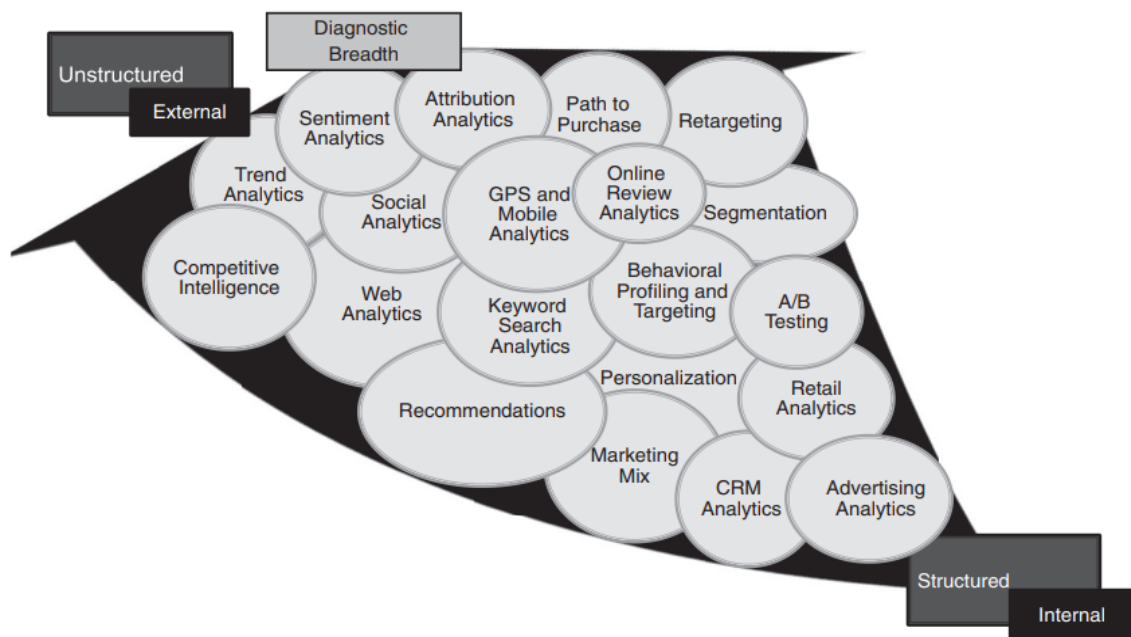 Diagnostic
Breadth
Unstructured
External
Sentiment
Analytics
Attribution
Analytics
Path to
Purchase
Retargeting
Trend
Analytics
Social
Analytics
GPS and
Mobile
Analytics
Online
Review
Analytics
Segmentation
Competitive
Intelligence
Web
Analytics
Keyword
Search
Analytics
Behavioral
Profiling and
Targeting
A/B
Testing
Recommendations
Personalization
Retail
Analytics
Marketing
Mix
CRM
Analytics
Advertising
Analytics
Structured
Internal